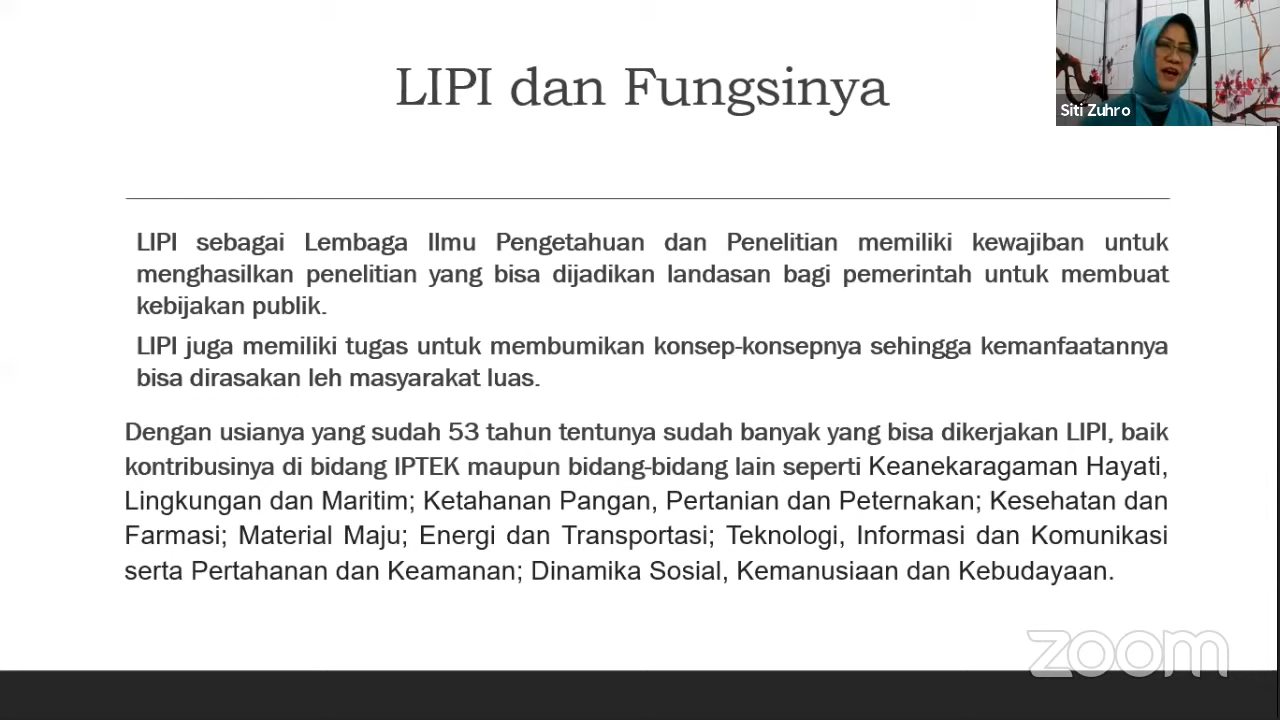 LIPI dan Fungsinya
Siti Zuhro
LIPI sebagai Lembaga Ilmu Pengetahuan dan Penelitian memiliki kewajiban untuk
menghasilkan penelitian yang bisa dijadikan landasan bagi pemerintah untuk membuat
kebijakan publik.
LIPI juga memiliki tugas untuk membumikan konsep-konsepnya sehingga kemanfaatannya
bisa dirasakan leh masyarakat luas.
Dengan usianya yang sudah 53 tahun tentunya sudah banyak yang bisa dikerjakan LIPI, baik
kontribusinya di bidang IPTEK maupun bidang-bidang lain seperti Keanekaragaman Hayati,
Lingkungan dan Maritim; Ketahanan Pangan, Pertanian dan Peternakan; Kesehatan dan
Farmasi; Material Maju; Energi dan Transportasi; Teknologi, Informasi dan Komunikasi
serta Pertahanan dan Keamanan; Dinamika Sosial, Kemanusiaan dan Kebudayaan.
zoom